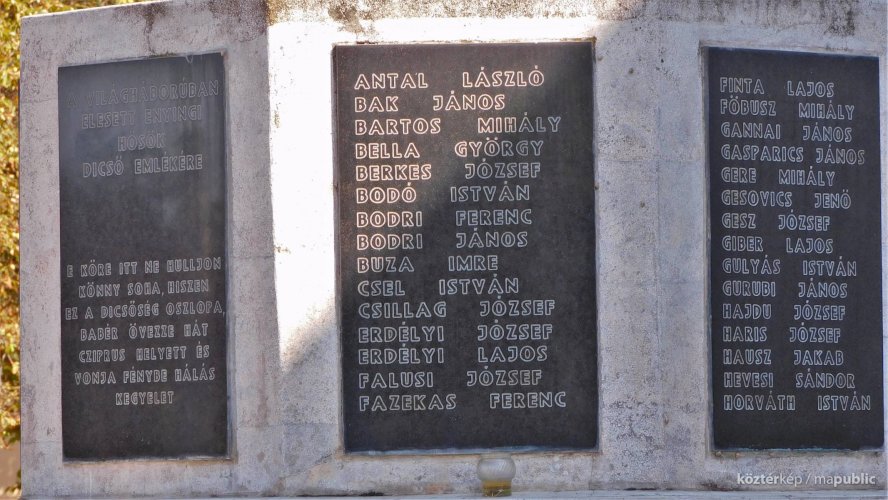 A VILÁGHÁBORÚBAN
ELESETT ENYINGI
HŐSÖK
DICSŐ EMLÉKÉRE
E KŐRE ITT NE HULLJON
KÖNNY SOHA, HISZEN
EZ A DICSŐSÉG OSZLOPA,
BABÉR ÖVEZZE HÁT
CZIPRUS HELYETT ÉS
VONJA FÉNYBE HÁLÁS
KEGYELET
ANTAL LÁSZLÓ
BAK JÁNOS
BARTOS MIHÁLY
BELLA GYÖRGY
BERKES JÓZSEF
BODÓ ISTVÁN
BODRI FERENC
BODRI JÁNOS
BUZA IMRE
CSEL ISTVÁN
CSILLAG JÓZSEF
ERDÉLYI JÓZSEF
ERDÉLYI LAJOS
FALUSI JÓZSEF
FAZEKAS FERENC
FINTA LAJOS
FŐBUSZ MIHÁLY
GANNAI JÁNOS
GASPARICS JÁNOS
GERE MIHÁLY
GESOVICS JENŐ
GESZ JÓZSEF
GIBER LAJOS
GULYÁS ISTVÁN
GURUBI JÁNOS
HAJDU JÓZSEF
HARIS JÓZSEF
HAUSZ JAKAB
HEVESI SÁNDOR
HORVÁTH ISTVÁN
köztérkép / mapublic